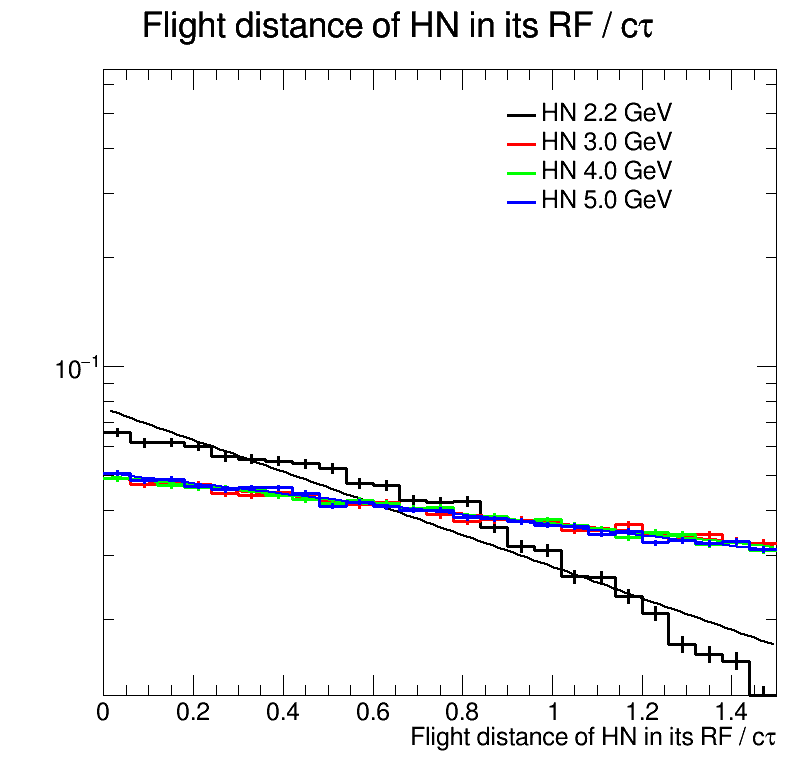 Flight distance of HN in its RF / cτ
HN 2.2 GeV
HN 3.0 GeV
HN 4.0 GeV
HN 5.0 GeV
10⁻¹
0 0.2 0.4 0.6 0.8 1 1.2 1.4
Flight distance of HN in its RF / cτ